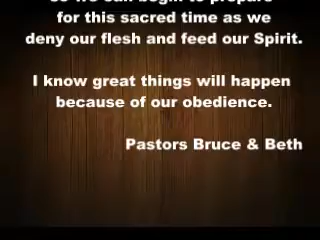 so we can begin to prepare
for this sacred time as we
deny our flesh and feed our Spirit.
I know great things will happen
because of our obedience.
Pastors Bruce & Beth